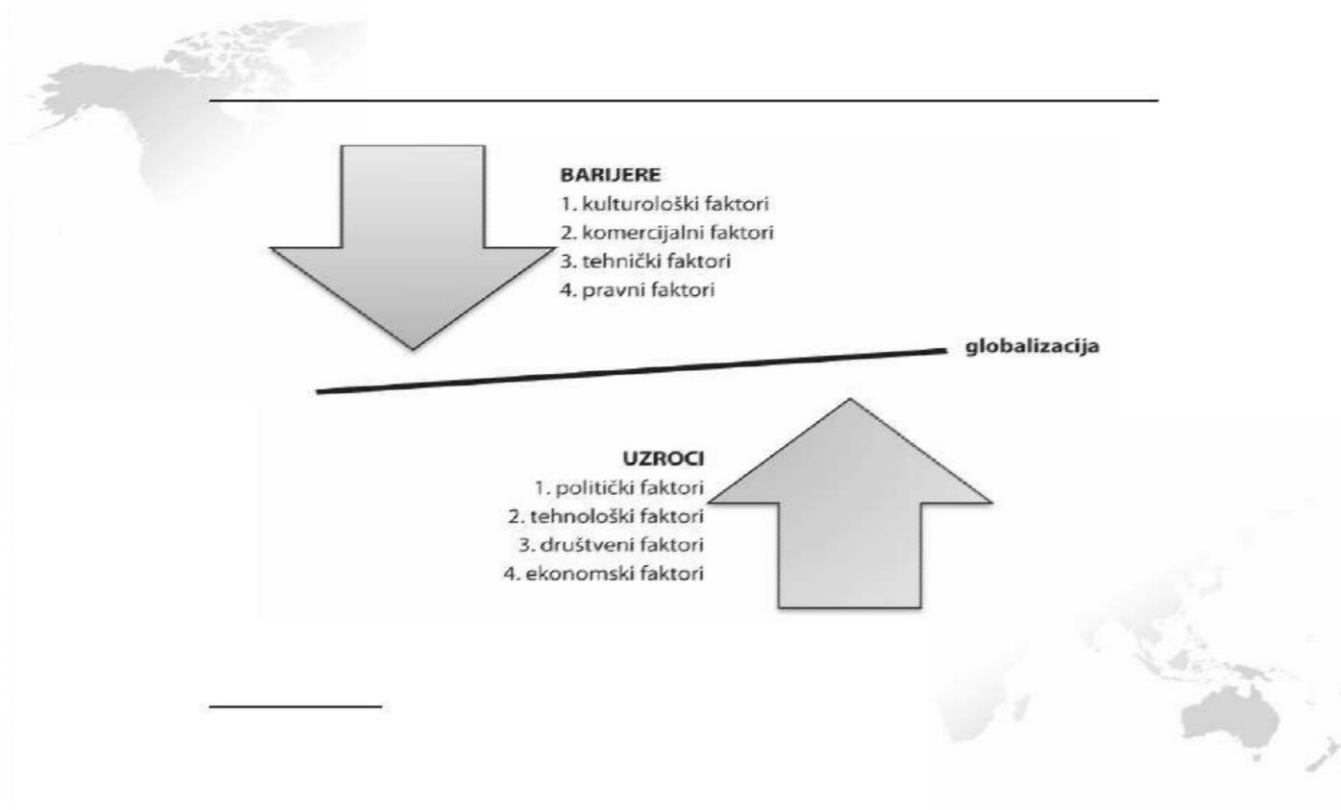 BARIJERE
1. kulturološki faktori
2. komercijalni faktori
3. tehnički faktori
4. pravni faktori
globalizacija
UZROCI
1. politički faktori
2. tehnološki faktori
3. društveni faktori
4. ekonomski faktori